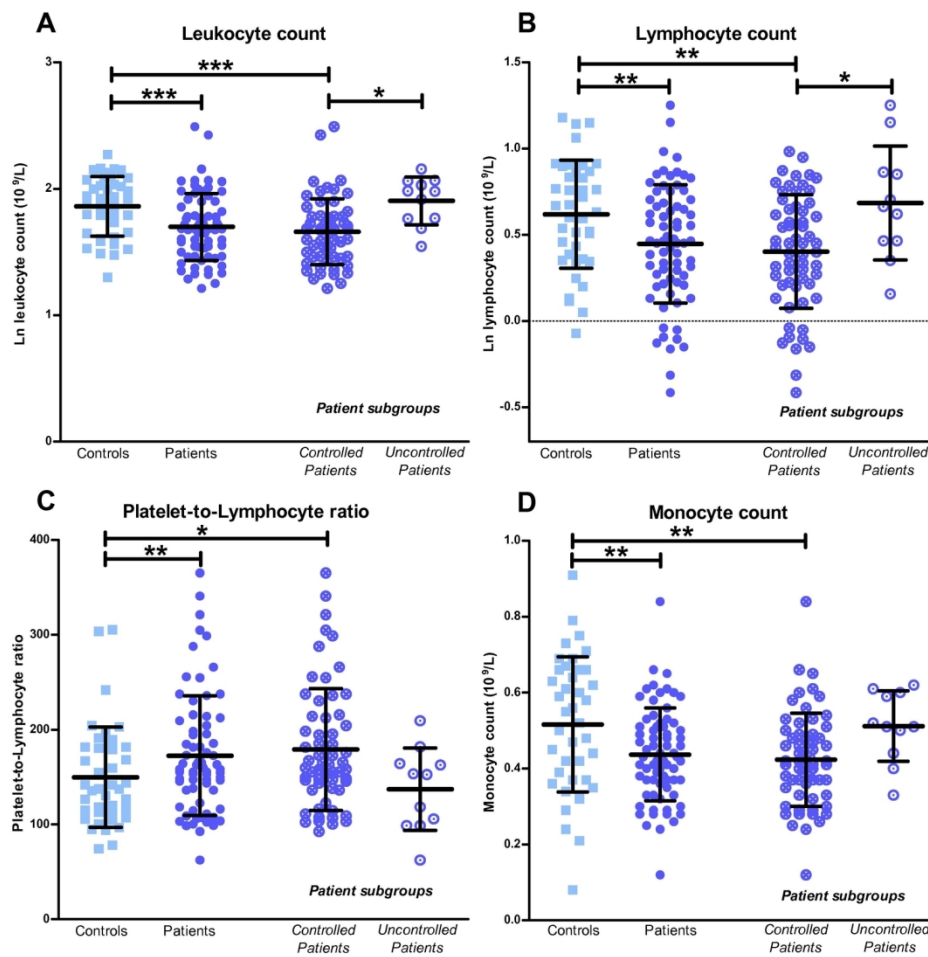 A
Leukocyte count
***
***
*
Ln leukocyte count (10 9/L)
3
2
1
0
Patient subgroups
Controls
Patients
Controlled
Patients
Uncontrolled
Patients
B
Lymphocyte count
**
**
*
Ln lymphocyte count (10 9/L)
1.5
1.0
0.5
0.0
-0.5
Patient subgroups
Controls
Patients
Controlled
Patients
Uncontrolled
Patients
C
Platelet-to-Lymphocyte ratio
*
**
Platelet-to-Lymphocyte ratio
400
300
200
100
0
Patient subgroups
Controls
Patients
Controlled
Patients
Uncontrolled
Patients
D
Monocyte count
**
**
Monocyte count (10 9/L)
1.0
0.8
0.6
0.4
0.2
0.0
Patient subgroups
Controls
Patients
Controlled
Patients
Uncontrolled
Patients